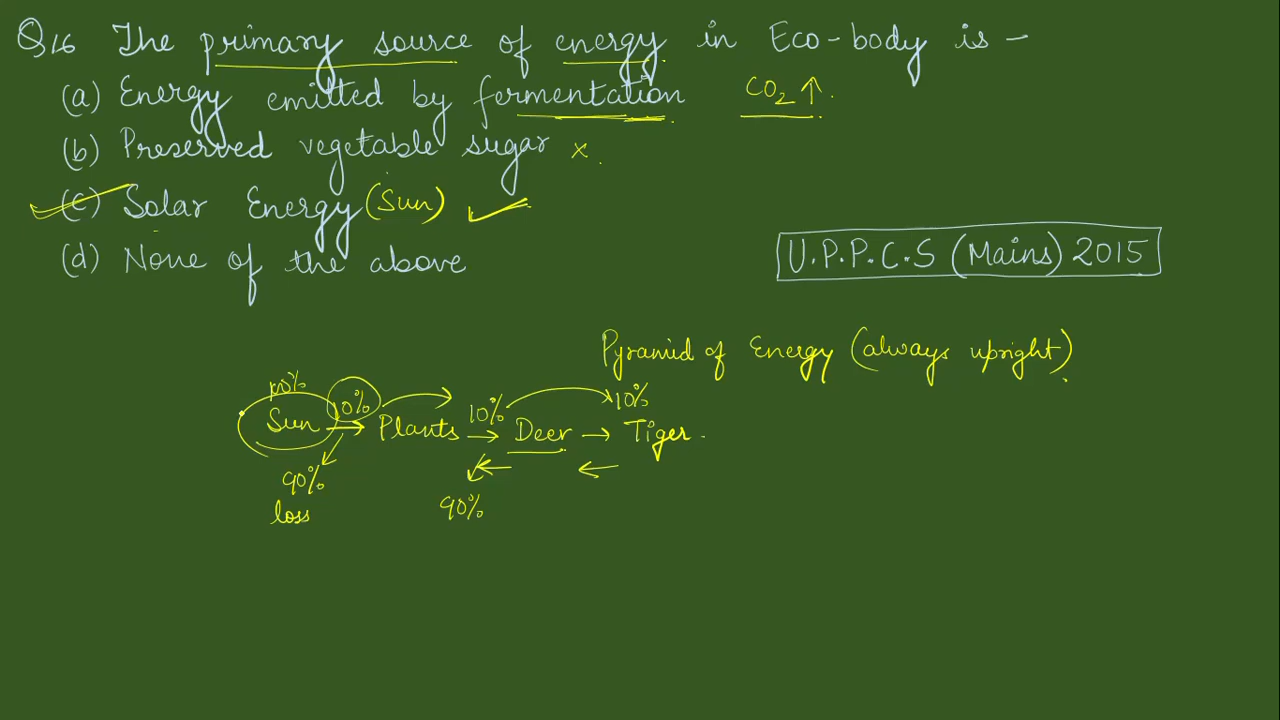 Q16 The primary source of energy in Eco-body is -
(a) Energy emitted by fermentation CO2↑.
(b) Preserved vegetable sugar ×.
(c) Solar Energy (Sun) ✓
(d) None of the above
U.P.P.C.S (Mains) 2015
Pyramid of Energy (always upright).
100% 10% 10% 10%
Sun → Plants → Deer → Tiger.
90% 90%
loss